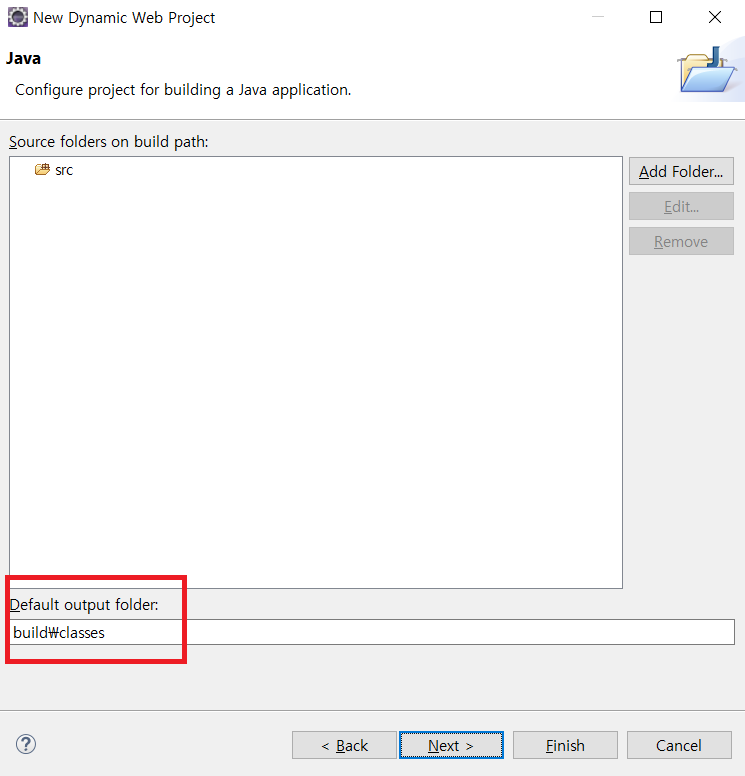 New Dynamic Web Project
Java
Configure project for building a Java application.
Source folders on build path:
src
Add Folder...
Edit...
Remove
Default output folder:
build₩classes
< Back
Next >
Finish
Cancel